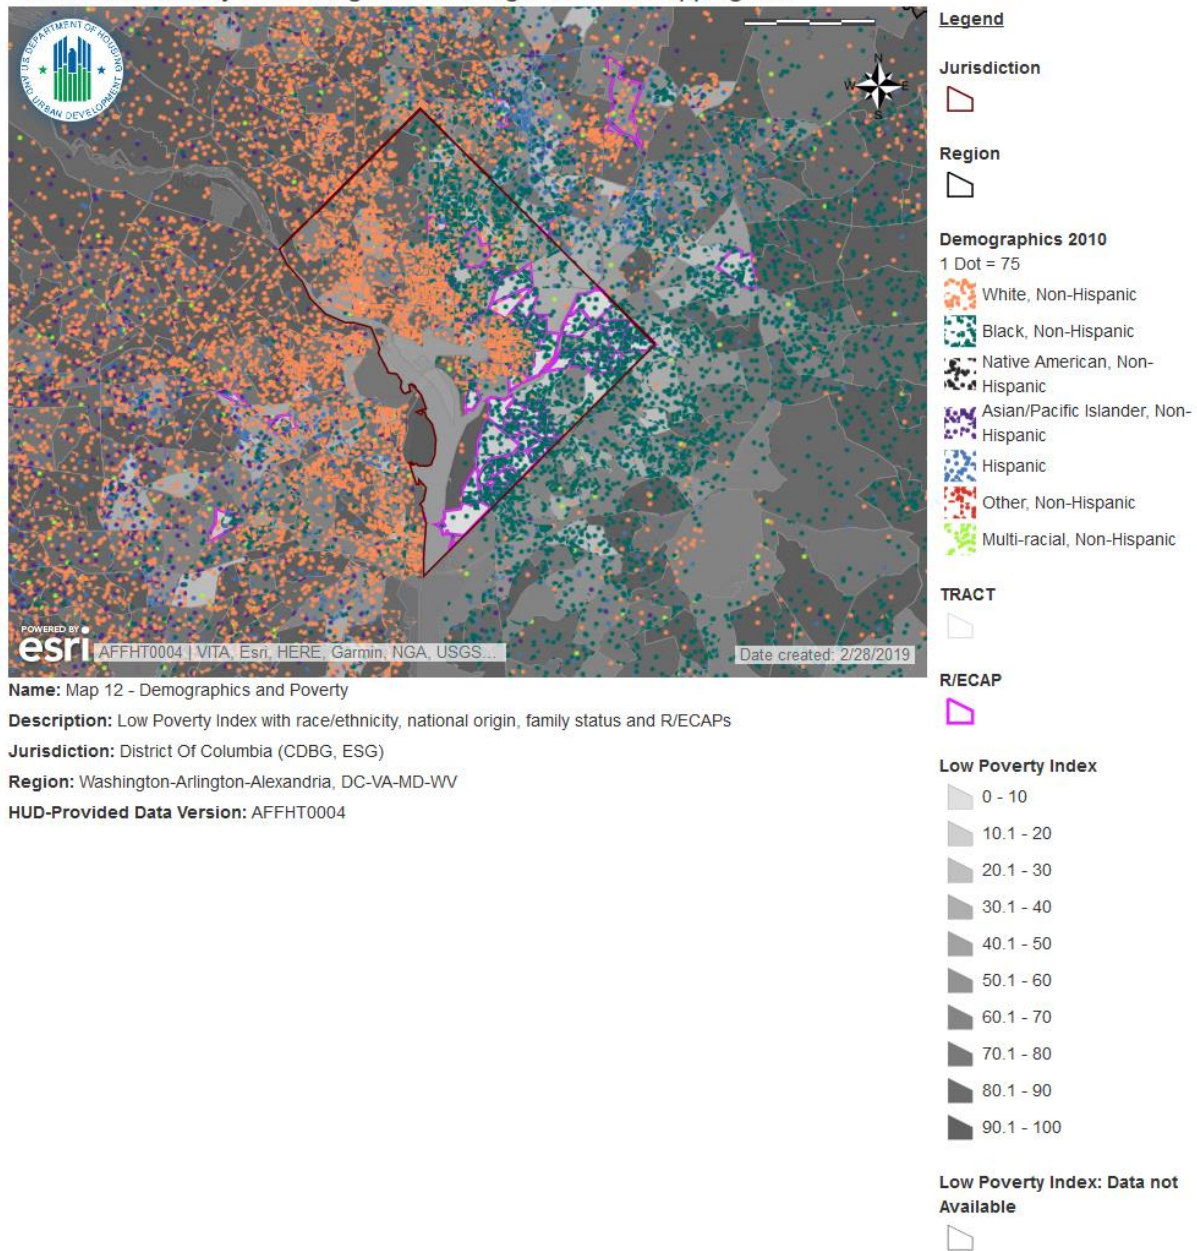 U.S. DEPARTMENT OF HOUSING
AND URBAN DEVELOPMENT
N
W E
S
POWERED BY
esri
AFFHT0004 | VITA, Esri, HERE, Garmin, NGA, USGS...
Date created: 2/28/2019
Name: Map 12 - Demographics and Poverty
Description: Low Poverty Index with race/ethnicity, national origin, family status and R/ECAPs
Jurisdiction: District Of Columbia (CDBG, ESG)
Region: Washington-Arlington-Alexandria, DC-VA-MD-WV
HUD-Provided Data Version: AFFHT0004
Legend
Jurisdiction
Region
Demographics 2010
1 Dot = 75
White, Non-Hispanic
Black, Non-Hispanic
Native American, Non-
Hispanic
Asian/Pacific Islander, Non-
Hispanic
Hispanic
Other, Non-Hispanic
Multi-racial, Non-Hispanic
TRACT
R/ECAP
Low Poverty Index
0 - 10
10.1 - 20
20.1 - 30
30.1 - 40
40.1 - 50
50.1 - 60
60.1 - 70
70.1 - 80
80.1 - 90
90.1 - 100
Low Poverty Index: Data not
Available